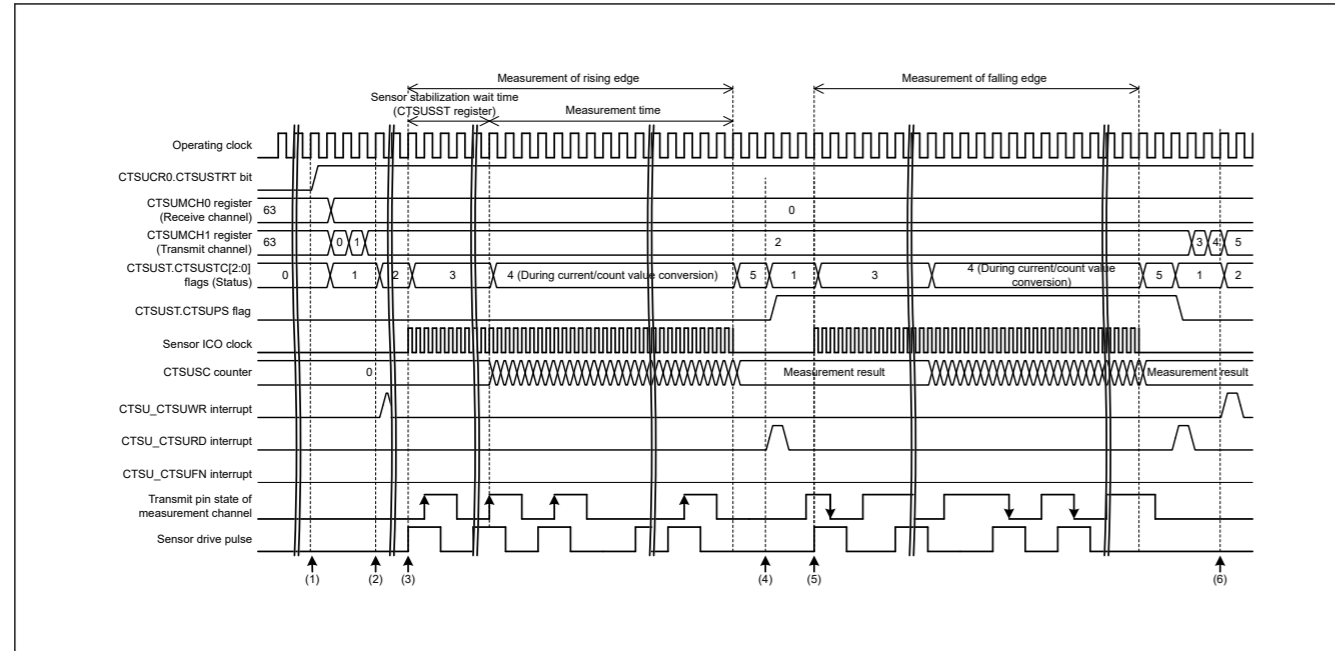 Measurement of rising edge
Measurement of falling edge
Sensor stabilization wait time
(CTSUSST register)
Measurement time
Operating clock
CTSUCR0.CTSUSTRT bit
CTSUMCH0 register
(Receive channel)
63
0
CTSUMCH1 register
(Transmit channel)
63
0
1
2
3
4
5
CTSUST.CTSUSTC[2:0]
flags (Status)
0
1
2
3
4 (During current/count value conversion)
5
1
3
4 (During current/count value
conversion)
5
1
2
CTSUST.CTSUPS flag
Sensor ICO clock
CTSUSC counter
0
Measurement result
Measurement result
CTSU_CTSUWR interrupt
CTSU_CTSURD interrupt
CTSU_CTSUFN interrupt
Transmit pin state of
measurement channel
Sensor drive pulse
(1)
(2)
(3)
(4)
(5)
(6)